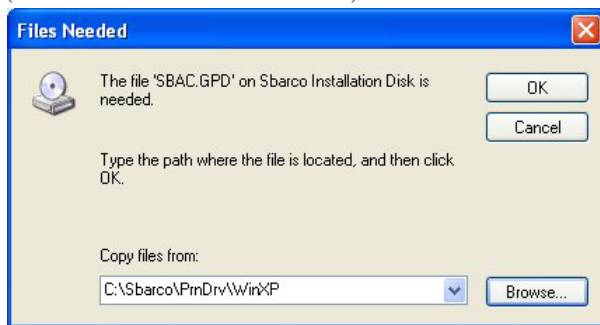 Files Needed
The file 'SBAC.GPD' on Sbarco Installation Disk is
needed.
OK
Cancel
Type the path where the file is located, and then click
OK.
Copy files from:
C:\Sbarco\PrnDrv\WinXP
Browse...